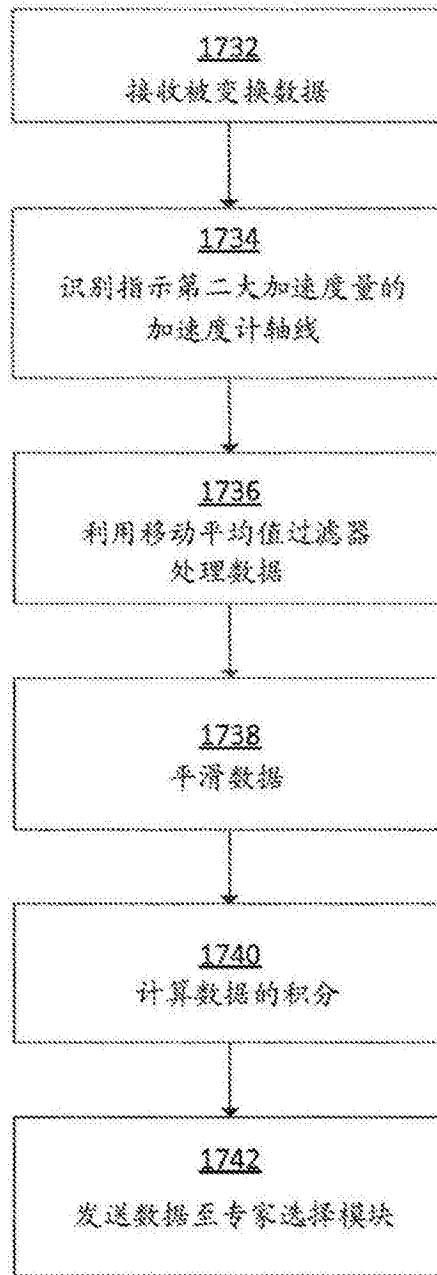 1732
接收被变换数据
1734
识别指示第二大加速度量的
加速度计轴线
1736
利用移动平均值过滤器
处理数据
1738
平滑数据
1740
计算数据的积分
1742
发送数据至专家选择模块